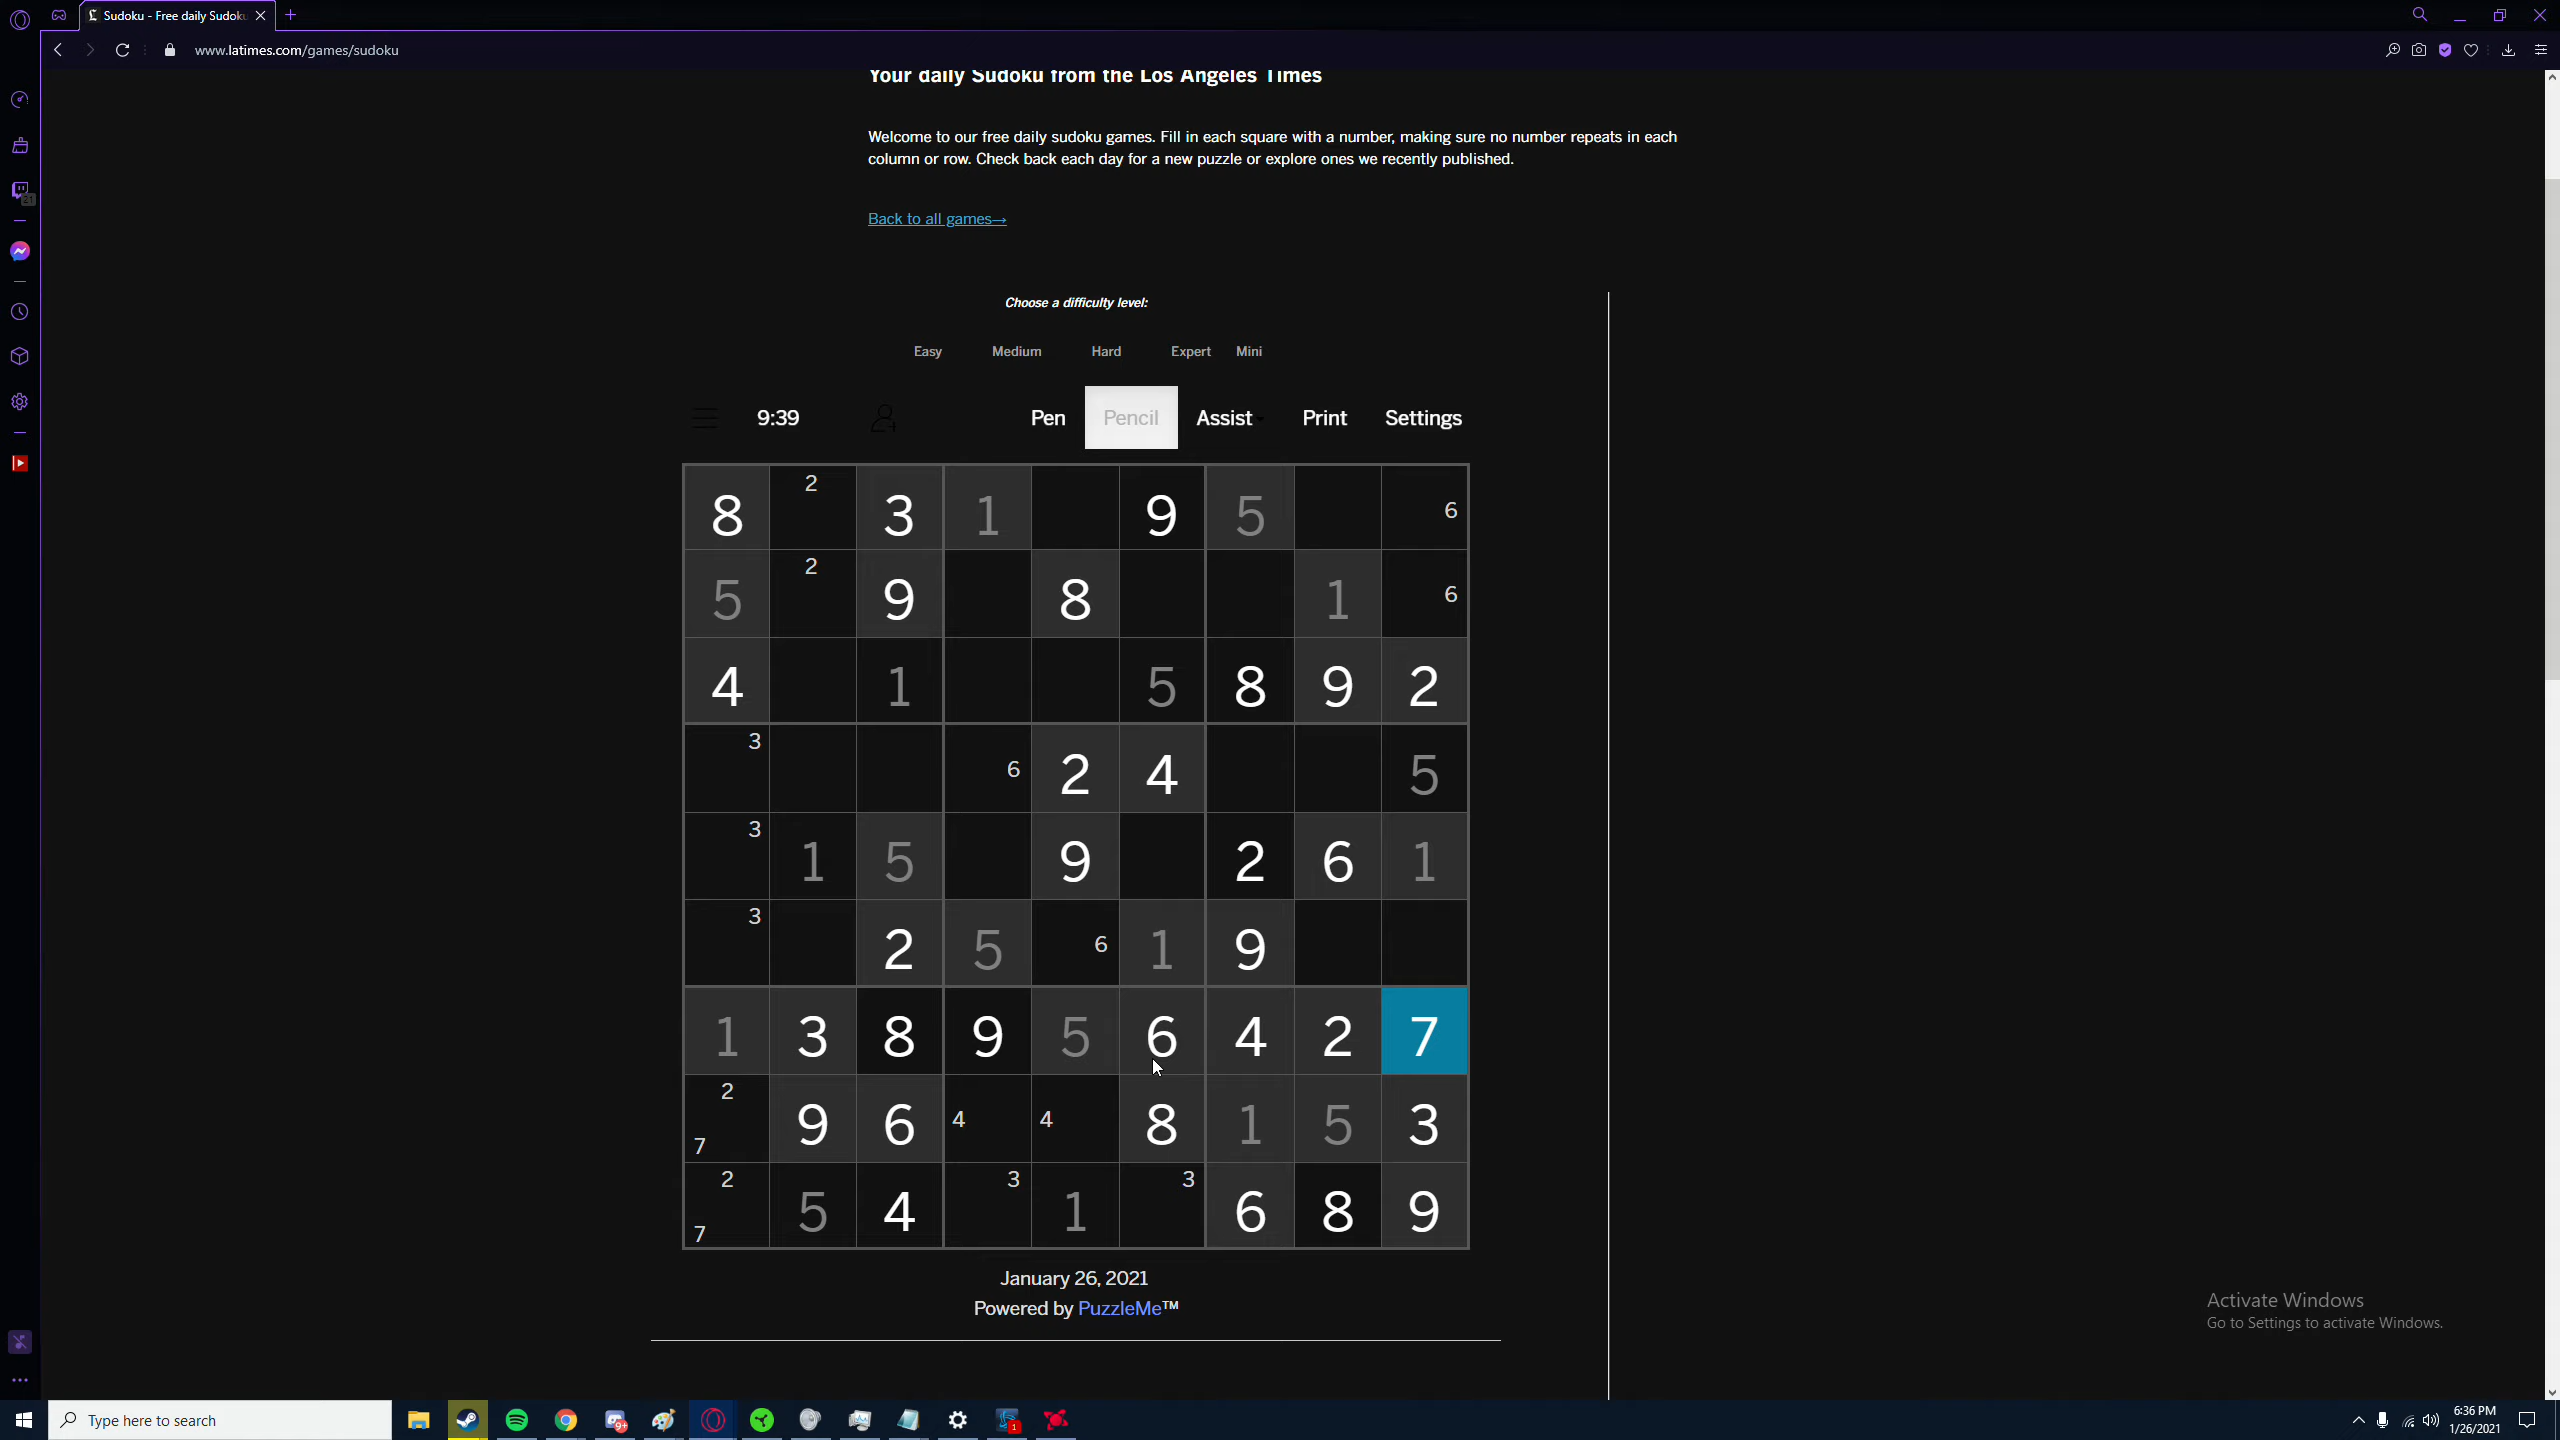 Sudoku - Free daily Sudok
www.latimes.com/games/sudoku
Your daily Sudoku from the Los Angeles Times
Welcome to our free daily sudoku games. Fill in each square with a number, making sure no number repeats in each
column or row. Check back each day for a new puzzle or explore ones we recently published.
Back to all games→
Choose a difficulty level:
Easy Medium Hard Expert Mini
9:39 Pen Pencil Assist Print Settings
8 2 3 1 9 5 6
5 2 9 8 1 6
4 1 5 8 9 2
3 6 2 4 5
3 1 5 9 2 6 1
3 2 5 6 1 9
1 3 8 9 5 6 4 2 7
2 7 9 6 4 4 8 1 5 3
2 7 5 4 3 1 3 6 8 9
January 26, 2021
Powered by PuzzleMe™
Activate Windows
Go to Settings to activate Windows.
21
Type here to search
9+
1
6:36 PM
1/26/2021